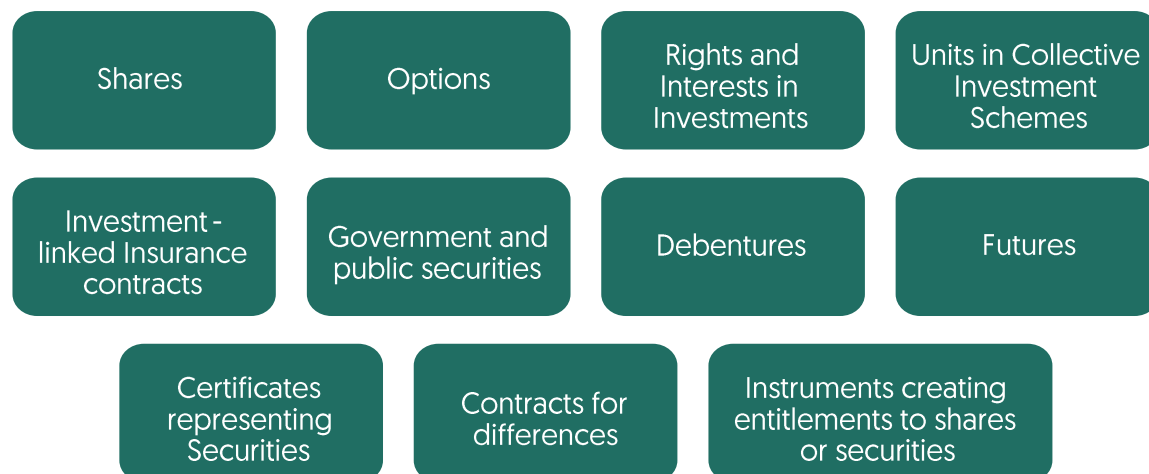 Shares
Options
Rights and
Interests in
Investments
Units in Collective
Investment
Schemes
Investment -
linked Insurance
contracts
Government and
public securities
Debentures
Futures
Certificates
representing
Securities
Contracts for
differences
Instruments creating
entitlements to shares
or securities